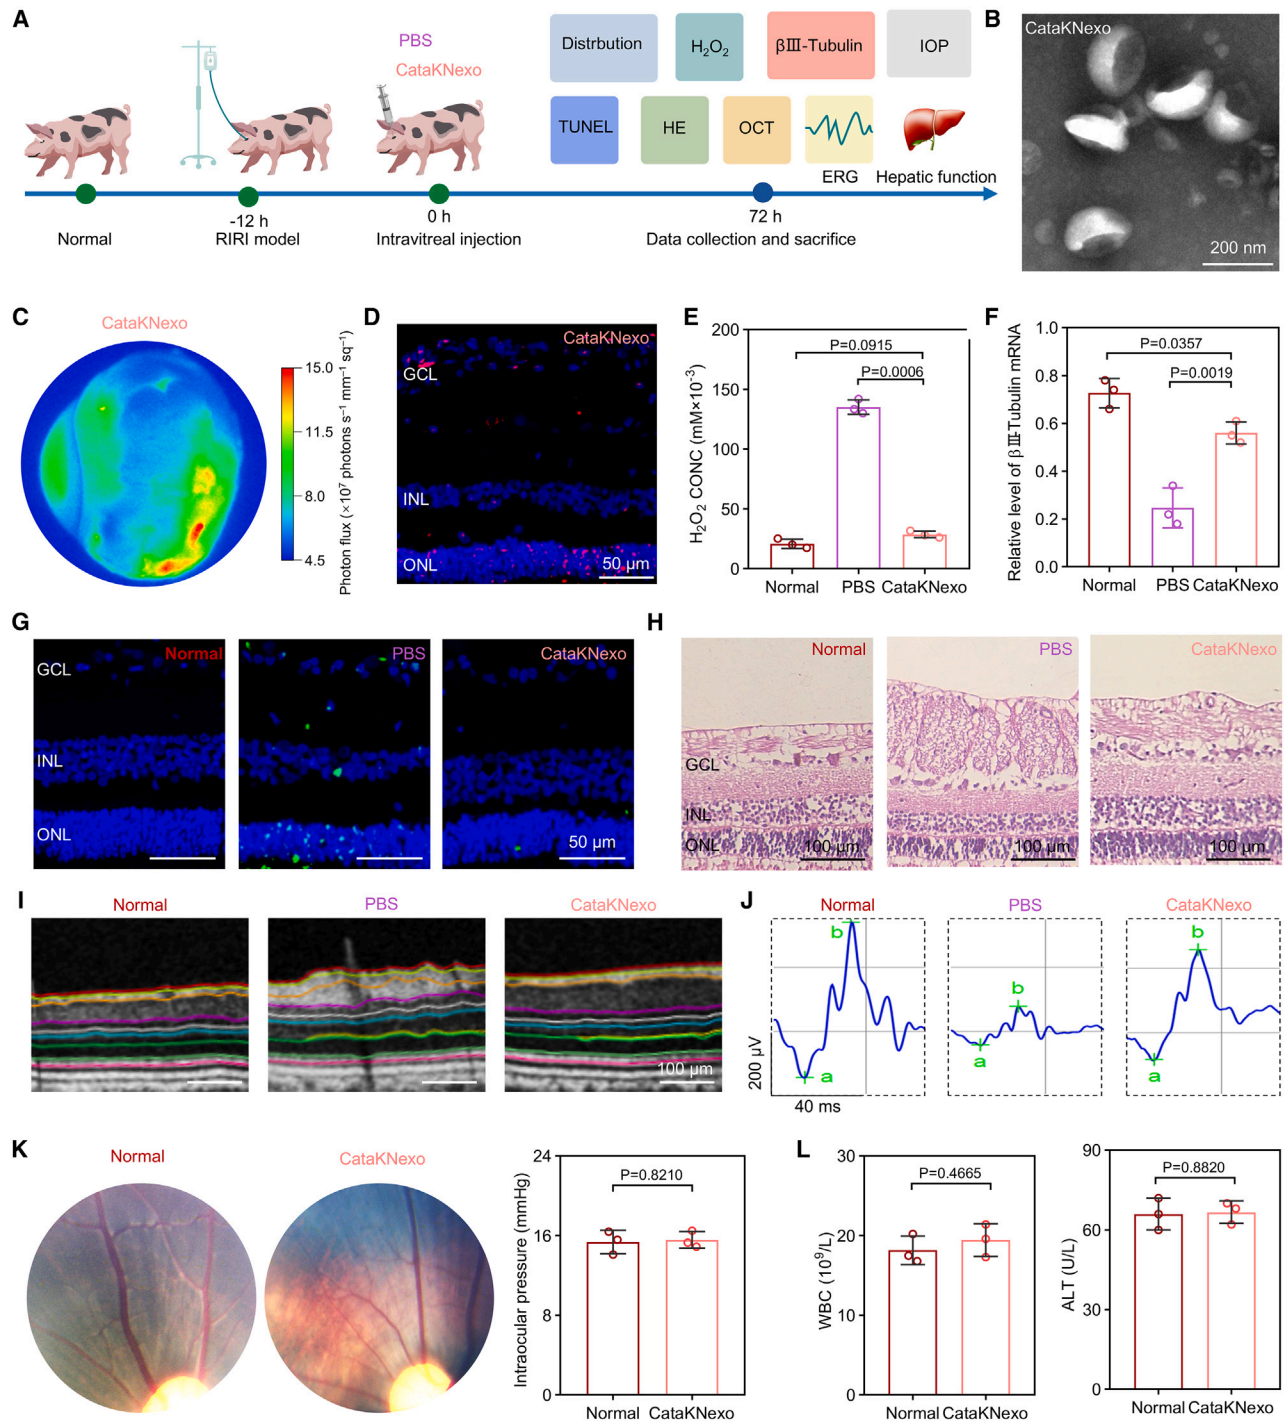 A
PBS
CataKNexo
Distrbution
H2O2
βⅢ-Tubulin
IOP
TUNEL
HE
OCT
ERG
Hepatic function
-12 h
0 h
72 h
Normal
RIRI model
Intravitreal injection
Data collection and sacrifice
B
CataKNexo
200 nm
C
CataKNexo
15.0
11.5
8.0
4.5
Photon flux (×10⁷ photons s⁻¹ mm⁻¹ sq⁻¹)
D
CataKNexo
GCL
INL
ONL
50 μm
E
H2O2 CONC (mM×10⁻³)
200
150
100
50
0
P=0.0915
P=0.0006
Normal
PBS
CataKNexo
F
Relative level of βⅢ-Tubulin mRNA
1.0
0.8
0.6
0.4
0.2
0.0
P=0.0357
P=0.0019
Normal
PBS
CataKNexo
G
Normal
PBS
CataKNexo
GCL
INL
ONL
50 μm
H
Normal
PBS
CataKNexo
GCL
INL
ONL
100 μm
100 μm
100 μm
I
Normal
PBS
CataKNexo
100 μm
J
Normal
PBS
CataKNexo
b
a
b
a
b
a
200 μV
40 ms
K
Normal
CataKNexo
Intraocular pressure (mmHg)
24
16
8
0
P=0.8210
Normal
CataKNexo
L
WBC (10⁹/L)
30
20
10
0
P=0.4665
Normal
CataKNexo
ALT (U/L)
90
60
30
0
P=0.8820
Normal
CataKNexo